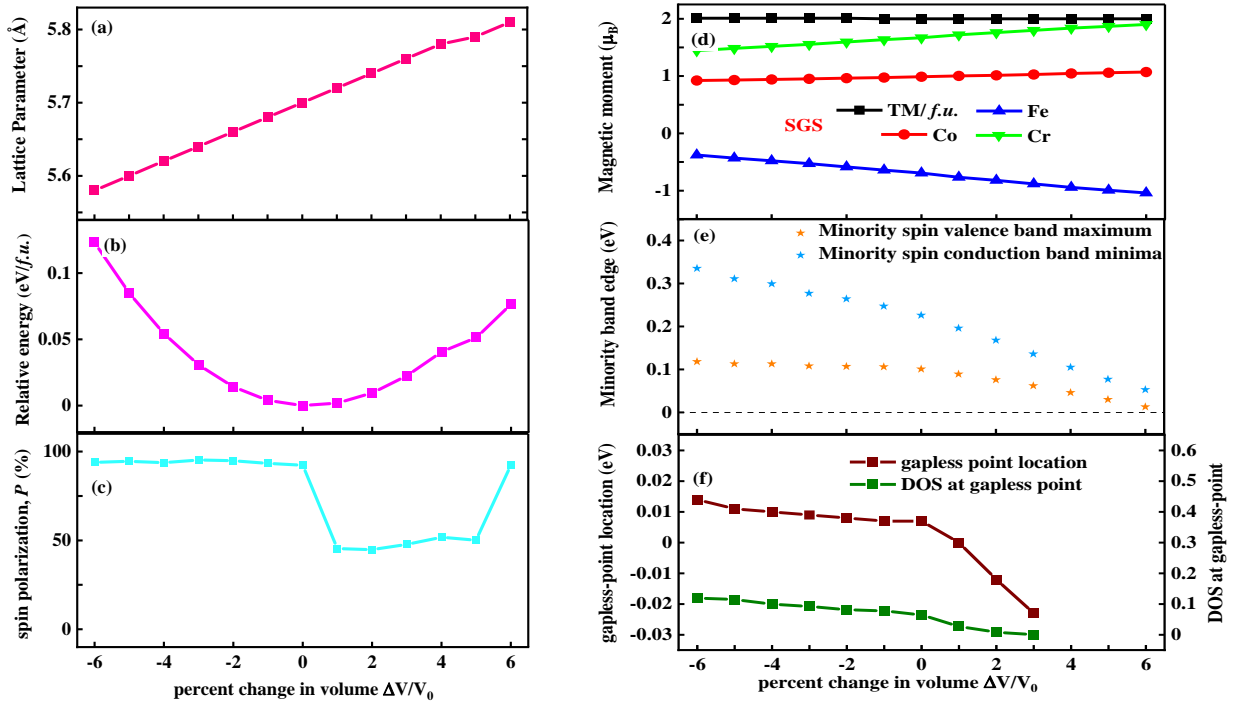 (a)
Lattice Parameter (Å)
5.8
5.7
5.6
(b)
Relative energy (eV/f.u.)
0.1
0.05
0
(c)
spin polarization, P (%)
100
50
0
-6 -4 -2 0 2 4 6
percent change in volume ΔV/V0
(d)
Magnetic moment (μB)
2
1
0
-1
SGS
TM/ f.u.
Fe
Co
Cr
(e)
Minority band edge (eV)
0.4
0.3
0.2
0.1
0
Minority spin valence band maximum
Minority spin conduction band minima
(f)
gapless-point location (eV)
0.03
0.02
0.01
0
-0.01
-0.02
-0.03
gapless point location
DOS at gapless point
0.6
0.5
0.4
0.3
0.2
0.1
0
DOS at gapless-point
-6 -4 -2 0 2 4 6
percent change in volume ΔV/V0